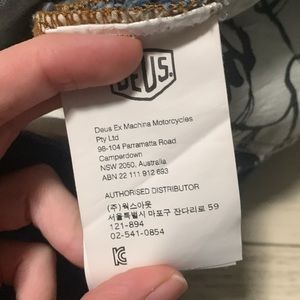 DEUS.
Deus Ex Machina Motorcycles
Pty Ltd
98-104 Parramatta Road
Camperdown
NSW 2050, Australia
ABN 22 111 912 693
AUTHORISED DISTRIBUTOR
(주)웍스아웃
서울특별시 마포구 잔다리로 59
121-894
02-541-0854